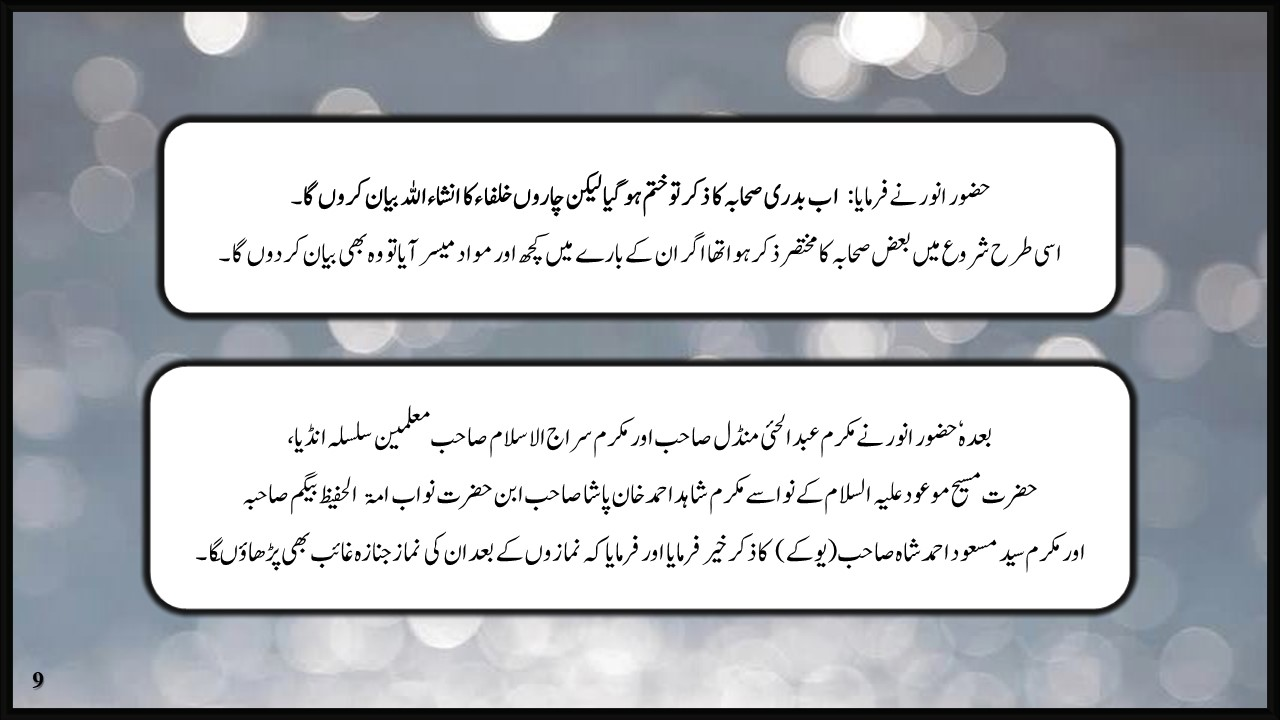 حضور انور نے فرمایا: اب بدری صحابہ کا ذکر تو ختم ہو گیا لیکن چاروں خلفاء کا انشاءاللہ بیان کروں گا۔
اسی طرح شروع میں بعض صحابہ کا مختصر ذکر ہوا تھا اگر ان کے بارے میں کچھ اور مواد میسر آیا تو وہ بھی بیان کر دوں گا۔
بعدہٗ حضور انور نے مکرم عبدالحئی منڈل صاحب اور مکرم سراج الاسلام صاحب معلمین سلسلہ انڈیا،
حضرت مسیح موعود علیہ السلام کے نواسے مکرم شاہد احمد خان پاشا صاحب ابن حضرت نواب امۃ الحفیظ بیگم صاحبہ
اور مکرم سید مسعود احمد شاہ صاحب (یوکے) کا ذکر خیر فرمایا اور فرمایا کہ نمازوں کے بعد ان کی نماز جنازہ غائب بھی پڑھاؤں گا۔
9